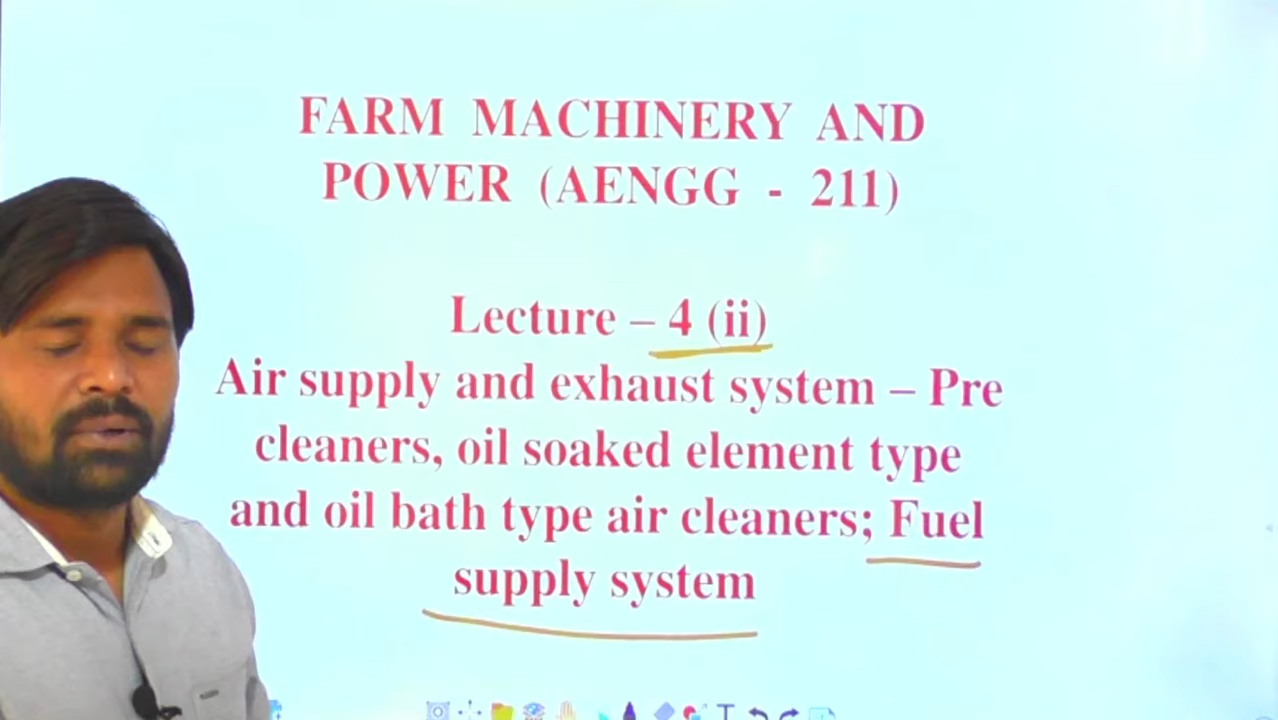 FARM MACHINERY AND
POWER (AENGG - 211)
Lecture – 4 (ii)
Air supply and exhaust system – Pre
cleaners, oil soaked element type
and oil bath type air cleaners; Fuel
supply system